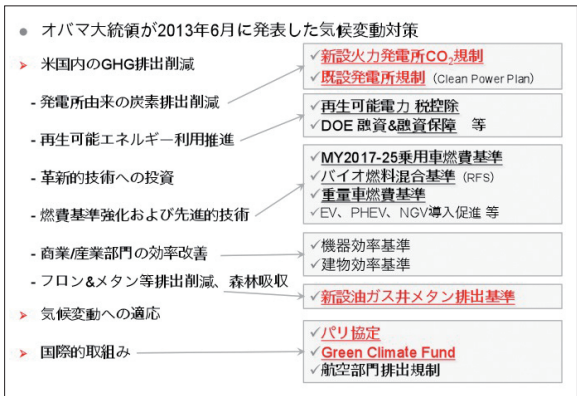 ● オバマ大統領が2013年6月に発表した気候変動対策
➤ 米国内のGHG排出削減
- 発電所由来の炭素排出削減
✓新設火力発電所CO₂規制
✓既設発電所規制 (Clean Power Plan)
- 再生可能エネルギー利用推進
✓再生可能電力 税控除
✓DOE 融資&融資保障 等
- 革新的技術への投資
- 燃費基準強化および先進的技術
✓MY2017-25乗用車燃費基準
✓バイオ燃料混合基準 (RFS)
✓重量車燃費基準
✓EV、PHEV、NGV導入促進 等
- 商業/産業部門の効率改善
✓機器効率基準
✓建物効率基準
- フロン&メタン等排出削減、森林吸収
✓新設油ガス井メタン排出基準
➤ 気候変動への適応
➤ 国際的取組み
✓パリ協定
✓Green Climate Fund
✓航空部門排出規制